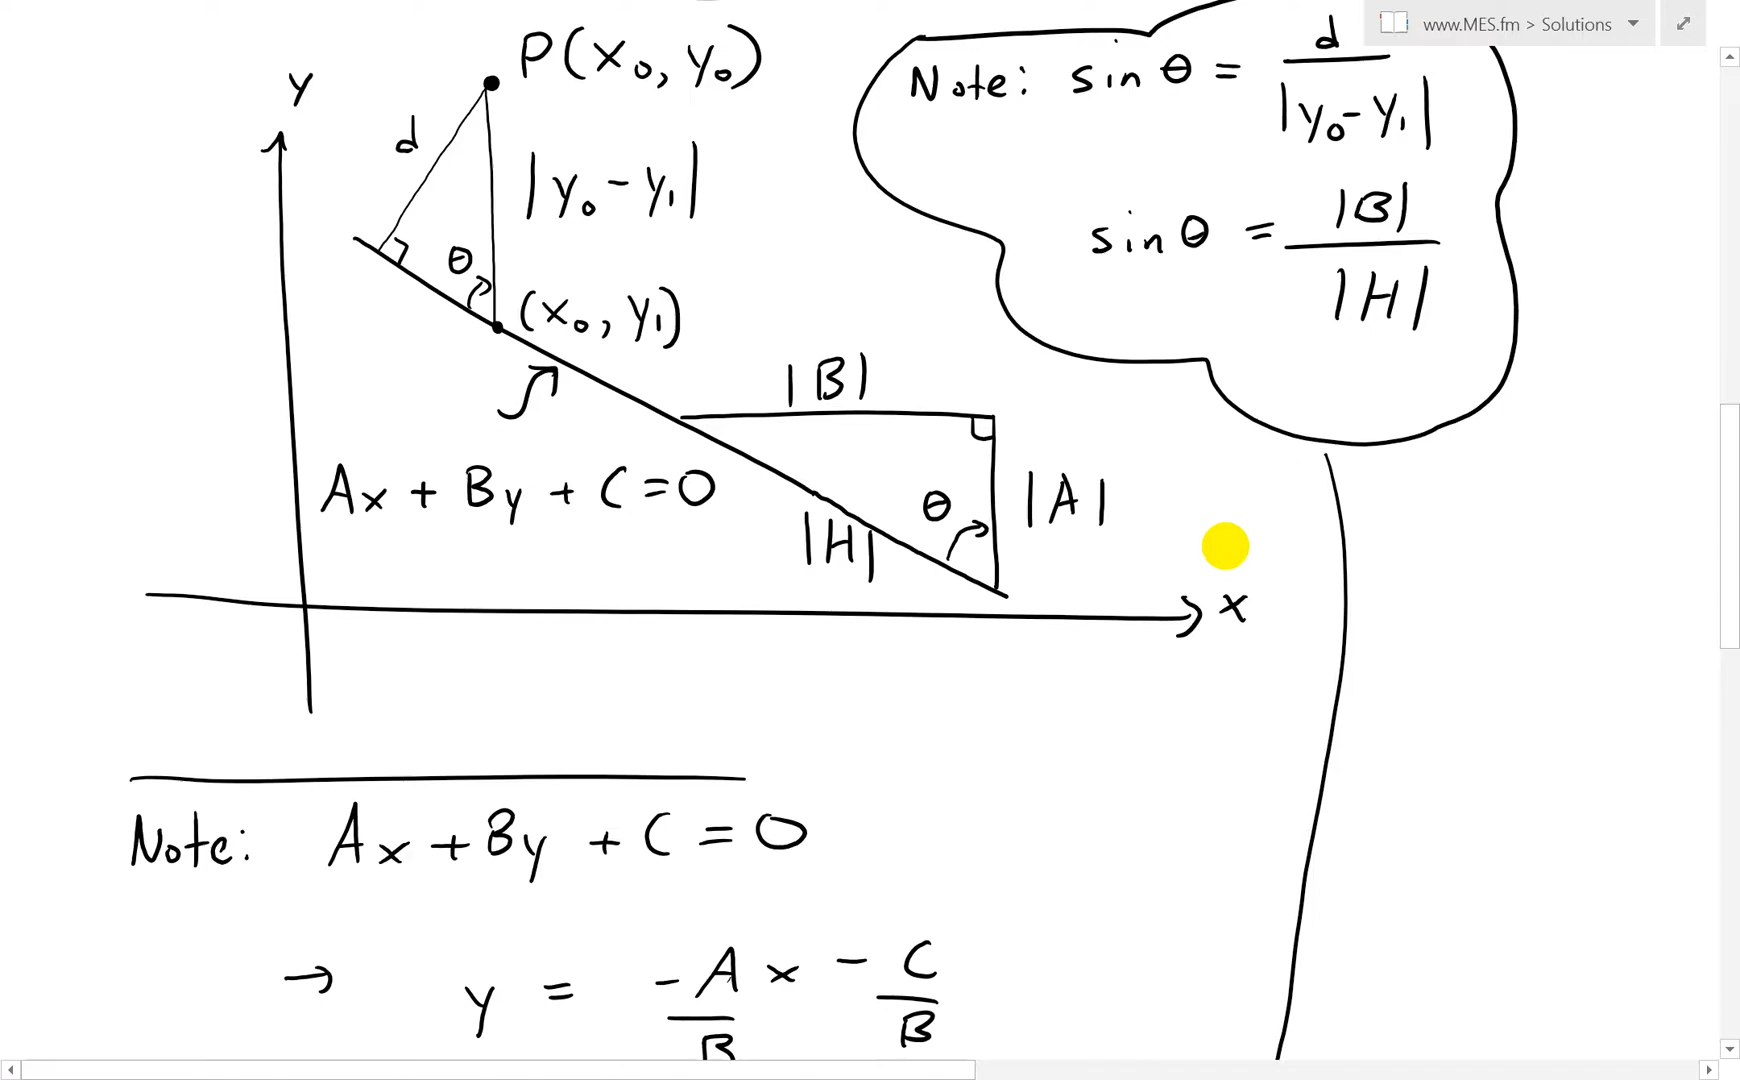 www.MES.fm > Solutions
P(x₀, y₀)
y
d
|y₀ - y₁|
θ
(x₀, y₁)
Note: sin θ = d / |y₀ - y₁|
sin θ = |B| / |H|
|B|
Ax + By + C = 0
θ
|A|
|H|
x
Note: Ax + By + C = 0
→ y = -A/B x - C/B